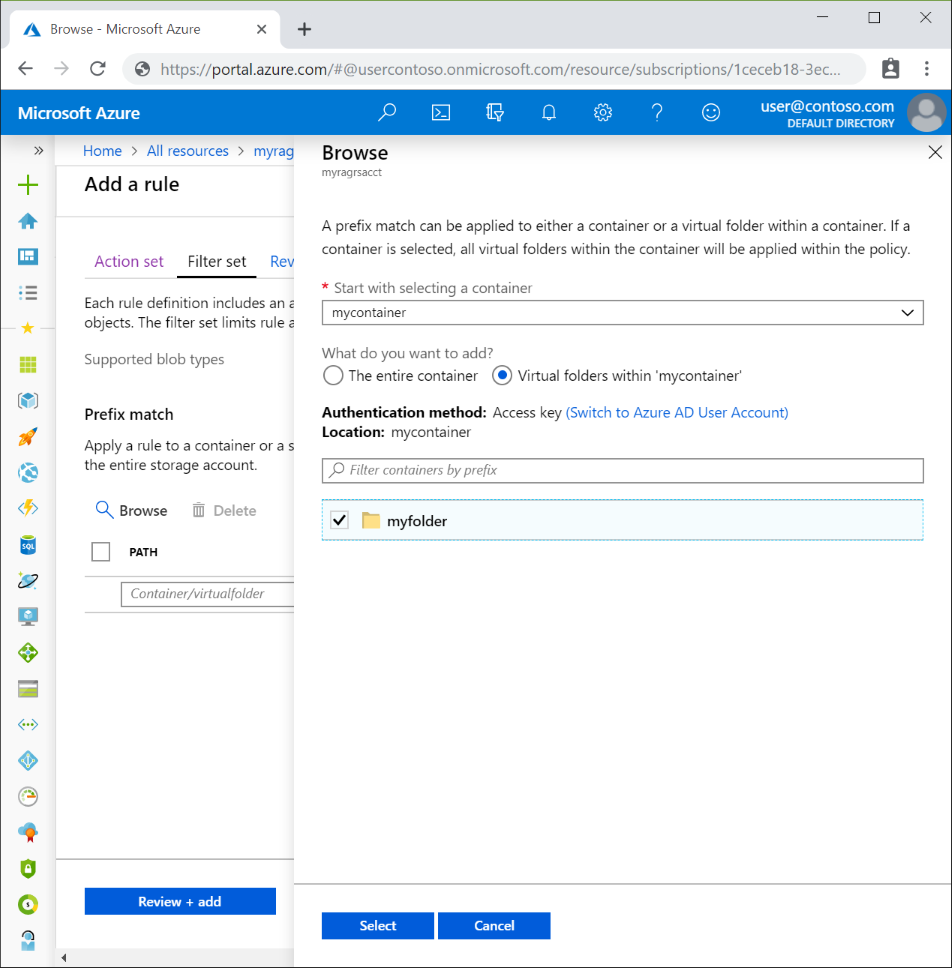 Browse - Microsoft Azure
https://portal.azure.com/#@usercontoso.onmicrosoft.com/resource/subscriptions/1ceceb18-3ec...
Microsoft Azure
user@contoso.com
DEFAULT DIRECTORY
Home > All resources > myrag
Add a rule
Action set Filter set Rev
Each rule definition includes an a
objects. The filter set limits rule a
Supported blob types
Prefix match
Apply a rule to a container or a s
the entire storage account.
Browse Delete
PATH
Container/virtualfolder
Review + add
Browse
myragrsacct
A prefix match can be applied to either a container or a virtual folder within a container. If a
container is selected, all virtual folders within the container will be applied within the policy.
* Start with selecting a container
mycontainer
What do you want to add?
The entire container Virtual folders within 'mycontainer'
Authentication method: Access key (Switch to Azure AD User Account)
Location: mycontainer
Filter containers by prefix
myfolder
Select Cancel
SQL